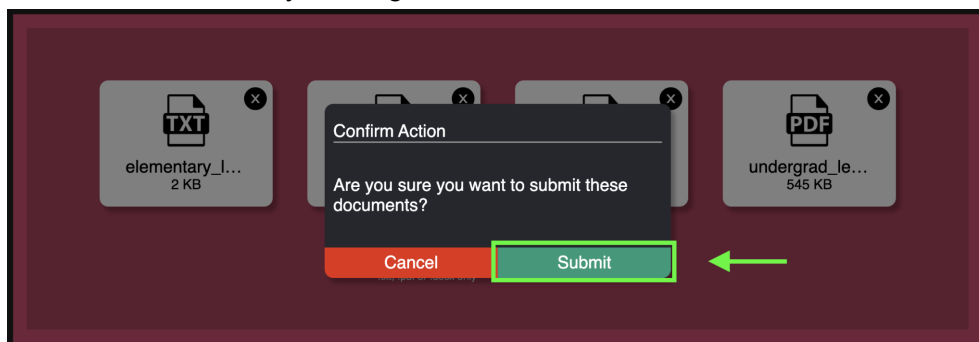 X
X
X
X
TXT
PDF
elementary_l...
2 KB
undergrad_le...
545 KB
Confirm Action
Are you sure you want to submit these
documents?
Cancel
Submit